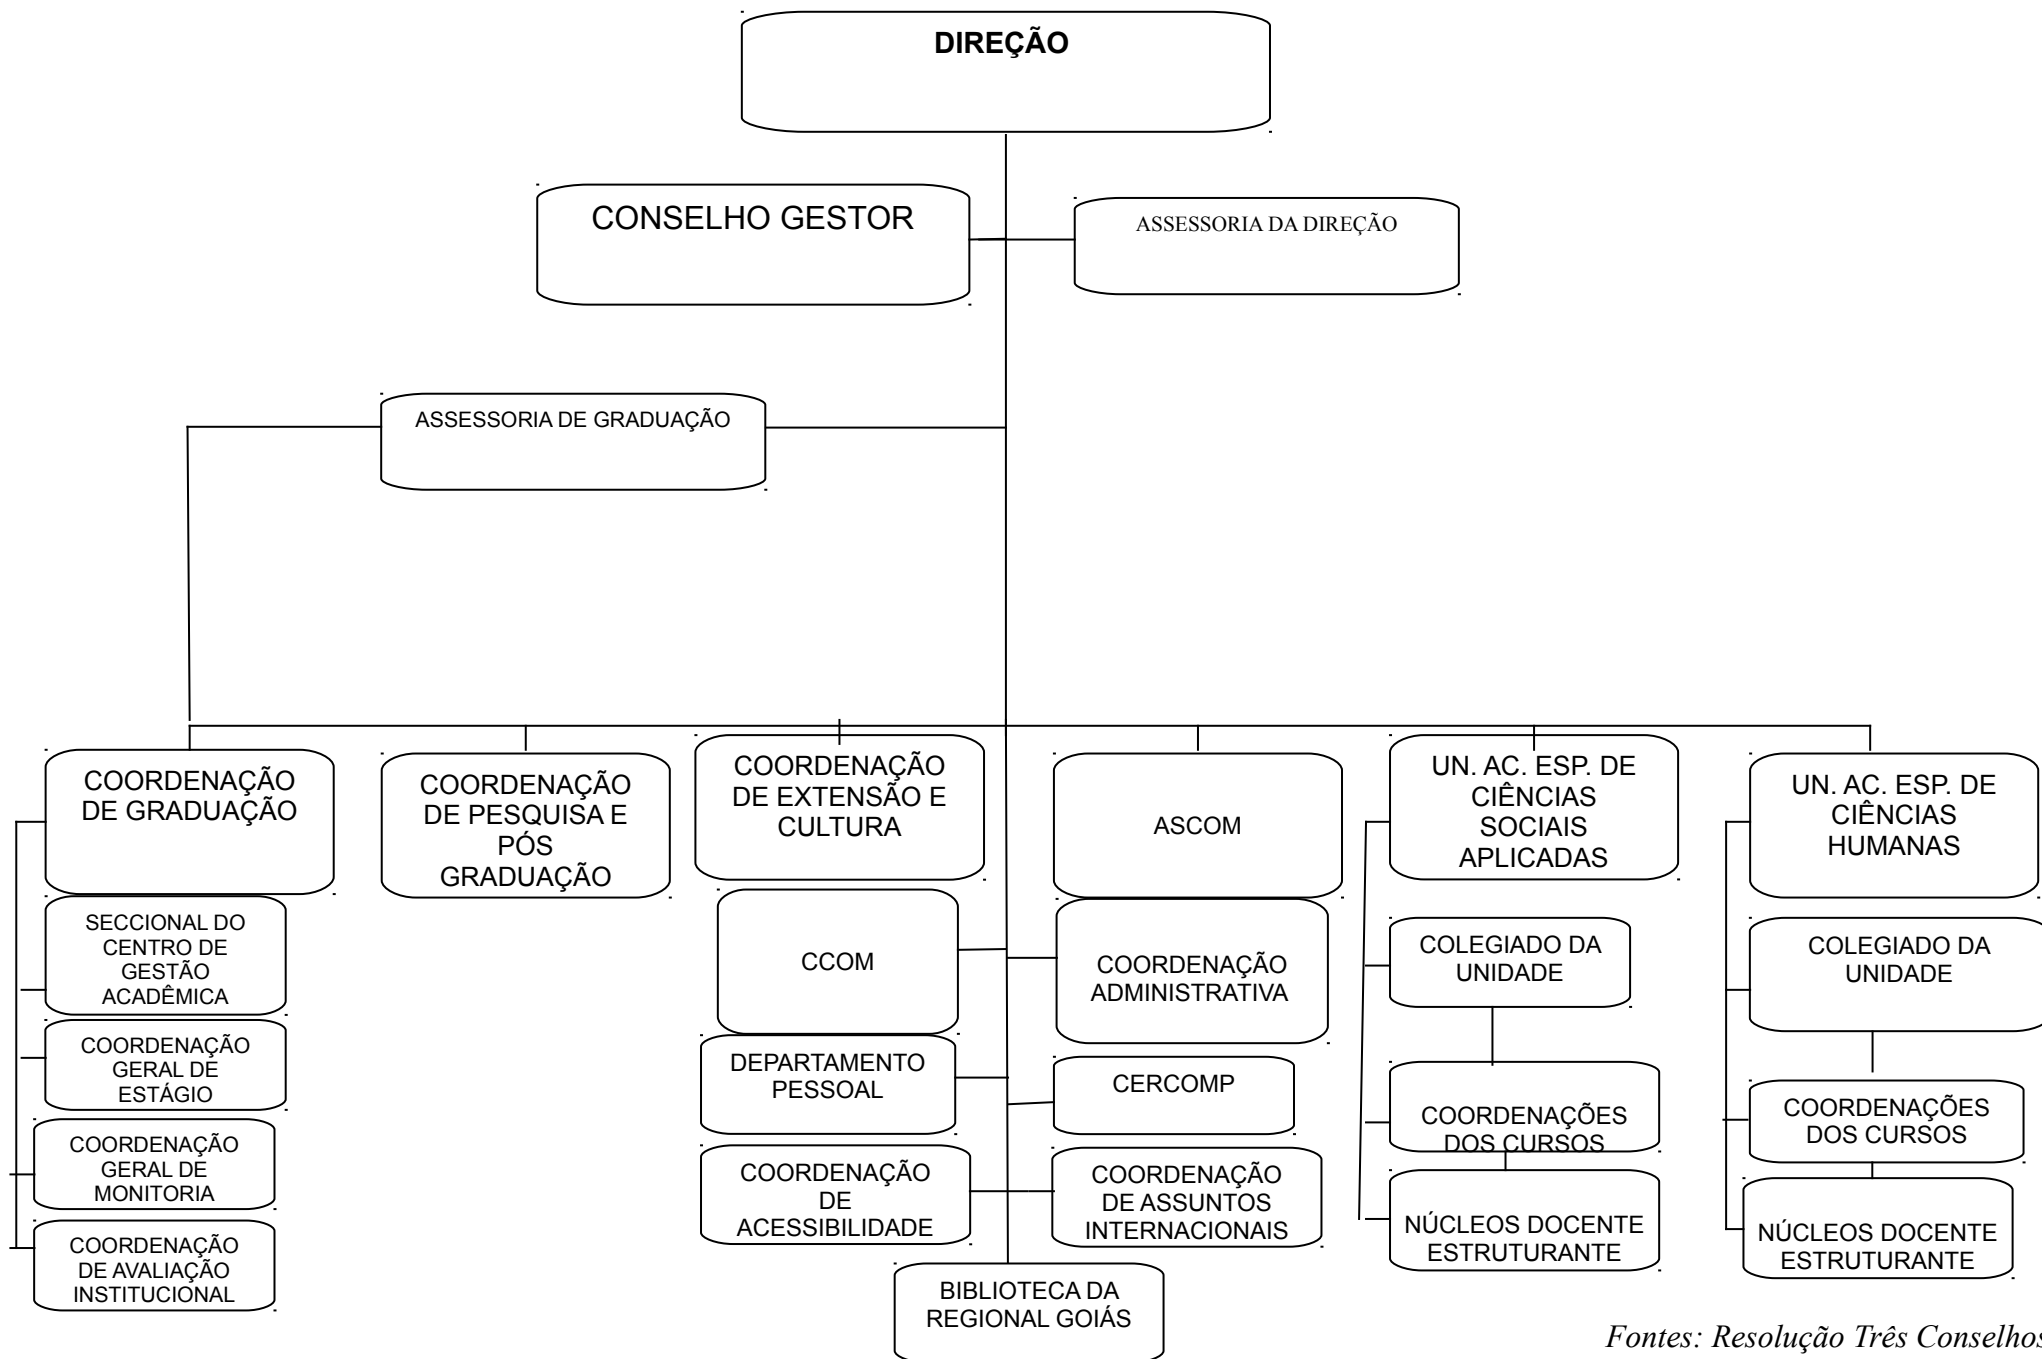 DIREÇÃO
CONSELHO GESTOR
ASSESSORIA DA DIREÇÃO
ASSESSORIA DE GRADUAÇÃO
COORDENAÇÃO
DE GRADUAÇÃO
COORDENAÇÃO
DE PESQUISA E
PÓS
GRADUAÇÃO
COORDENAÇÃO
DE EXTENSÃO E
CULTURA
ASCOM
UN. AC. ESP. DE
CIÊNCIAS
SOCIAIS
APLICADAS
UN. AC. ESP. DE
CIÊNCIAS
HUMANAS
SECCIONAL DO
CENTRO DE
GESTÃO
ACADÊMICA
CCOM
COORDENAÇÃO
ADMINISTRATIVA
COLEGIADO DA
UNIDADE
COLEGIADO DA
UNIDADE
COORDENAÇÃO
GERAL DE
ESTÁGIO
DEPARTAMENTO
PESSOAL
CERCOMP
COORDENAÇÕES
DOS CURSOS
COORDENAÇÕES
DOS CURSOS
COORDENAÇÃO
GERAL DE
MONITORIA
COORDENAÇÃO
DE
ACESSIBILIDADE
COORDENAÇÃO
DE ASSUNTOS
INTERNACIONAIS
NÚCLEOS DOCENTE
ESTRUTURANTE
NÚCLEOS DOCENTE
ESTRUTURANTE
COORDENAÇÃO
DE AVALIAÇÃO
INSTITUCIONAL
BIBLIOTECA DA
REGIONAL GOIÁS
Fontes: Resolução Três Conselhos